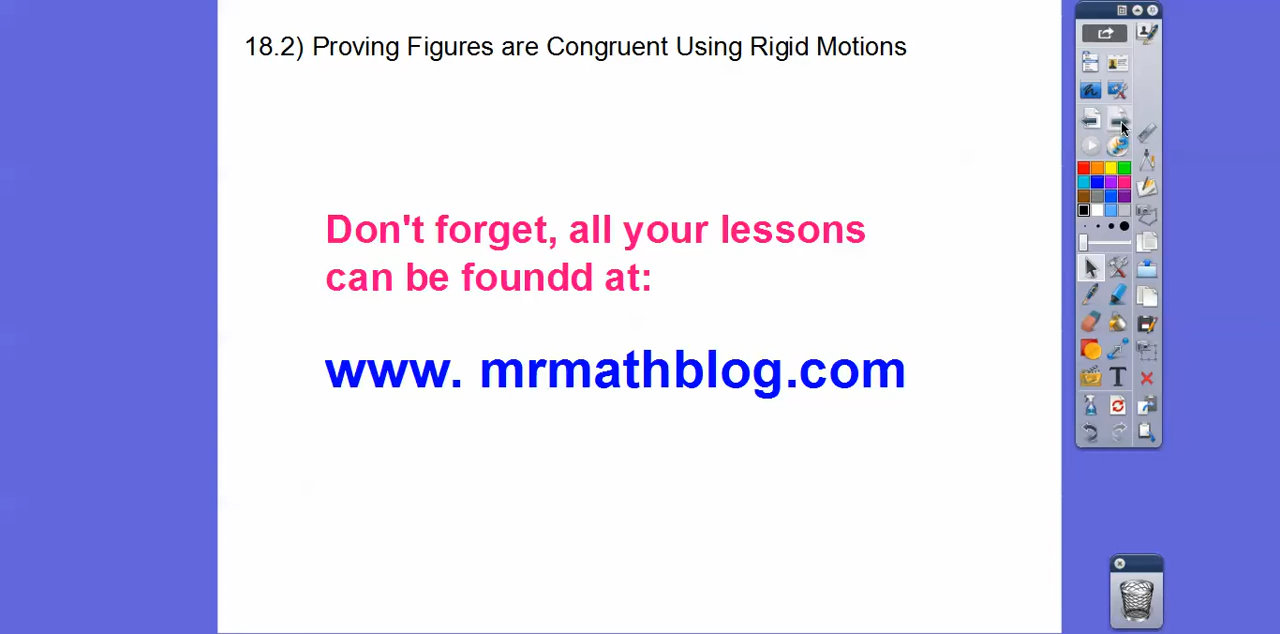 18.2) Proving Figures are Congruent Using Rigid Motions
Don't forget, all your lessons
can be foundd at:
www. mrmathblog.com